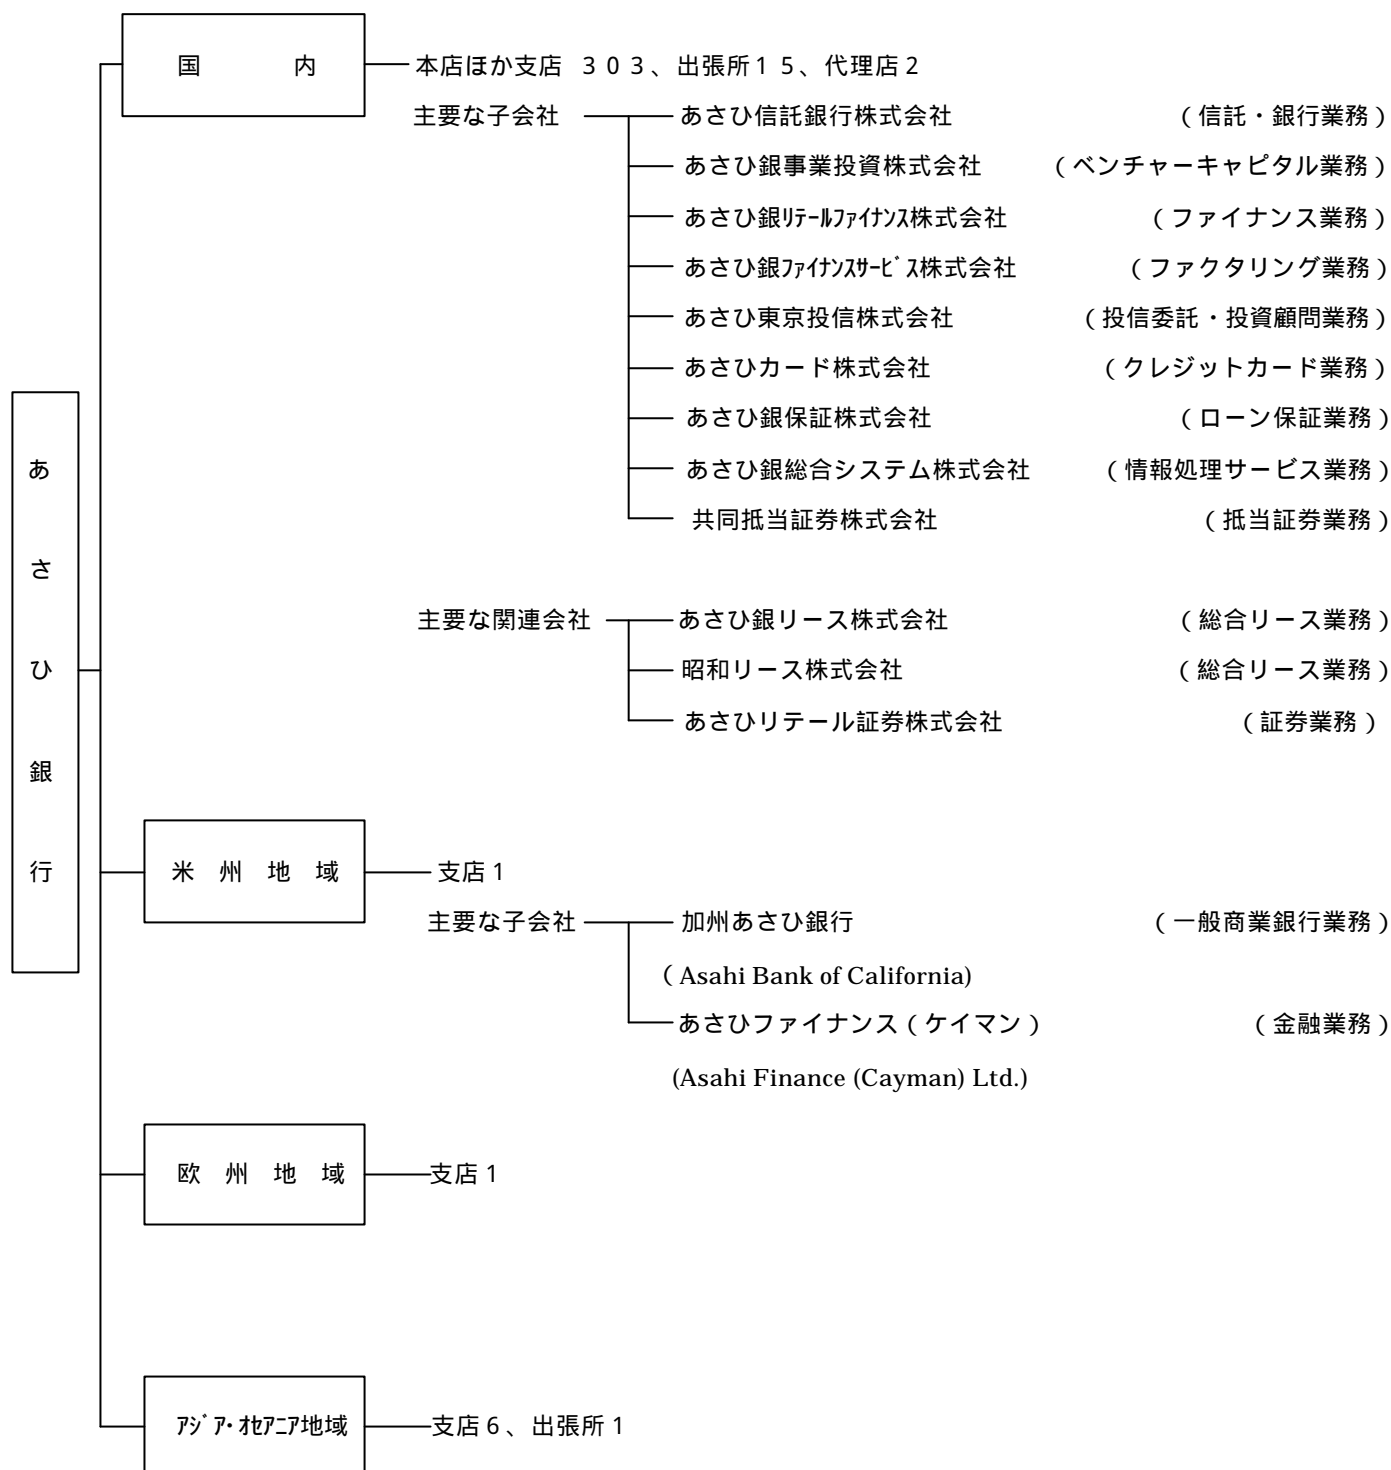 国 内 本店ほか支店 303、出張所15、代理店2
主要な子会社 あさひ信託銀行株式会社 (信託・銀行業務)
あさひ銀事業投資株式会社 (ベンチャーキャピタル業務)
あさひ銀ﾘﾃｰﾙﾌｧｲﾅﾝｽ株式会社 (ファイナンス業務)
あさひ銀ﾌｧｲﾅﾝｽｻｰﾋﾞｽ株式会社 (ファクタリング業務)
あさひ東京投信株式会社 (投信委託・投資顧問業務)
あさひカード株式会社 (クレジットカード業務)
あさひ銀保証株式会社 (ローン保証業務)
あさひ銀総合システム株式会社 (情報処理サービス業務)
共同抵当証券株式会社 (抵当証券業務)
主要な関連会社 あさひ銀リース株式会社 (総合リース業務)
昭和リース株式会社 (総合リース業務)
あさひリテール証券株式会社 (証券業務)
あさひ銀行
米州地域 支店1
主要な子会社 加州あさひ銀行 (一般商業銀行業務)
(Asahi Bank of California)
あさひファイナンス(ケイマン) (金融業務)
(Asahi Finance (Cayman) Ltd.)
欧州地域 支店1
ｱｼﾞｱ・ｵｾｱﾆｱ地域 支店6、出張所1